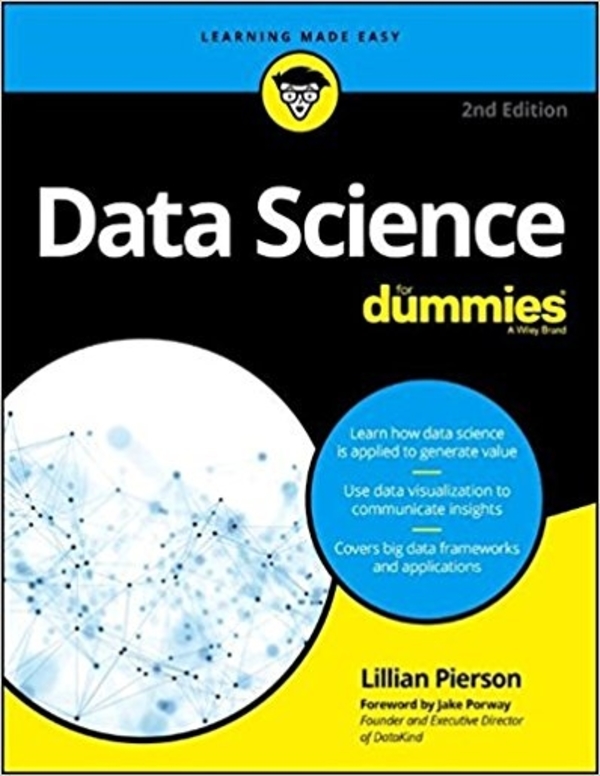 LEARNING MADE EASY
2nd Edition
Data Science
for
dummies®
A Wiley Brand
Learn how data science
is applied to generate value
Use data visualization to
communicate insights
Covers big data frameworks
and applications
Lillian Pierson
Foreword by Jake Porway
Founder and Executive Director
of DataKind